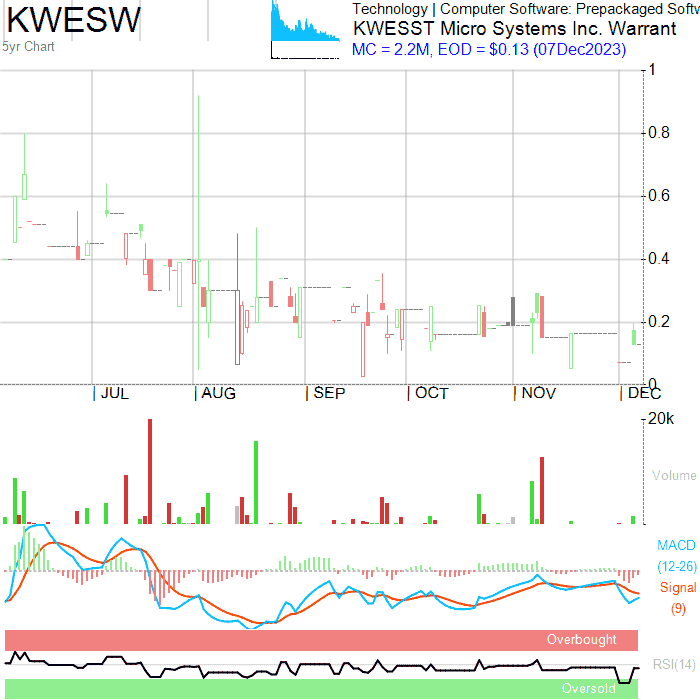 KWESW
5yr Chart
Technology | Computer Software: Prepackaged Softw
KWESST Micro Systems Inc. Warrant
MC = 2.2M, EOD = $0.13 (07Dec2023)
1
0.8
0.6
0.4
0.2
0
JUL AUG SEP OCT NOV DEC
20k
Volume
MACD
(12-26)
Signal
(9)
Overbought
RSI(14)
Oversold